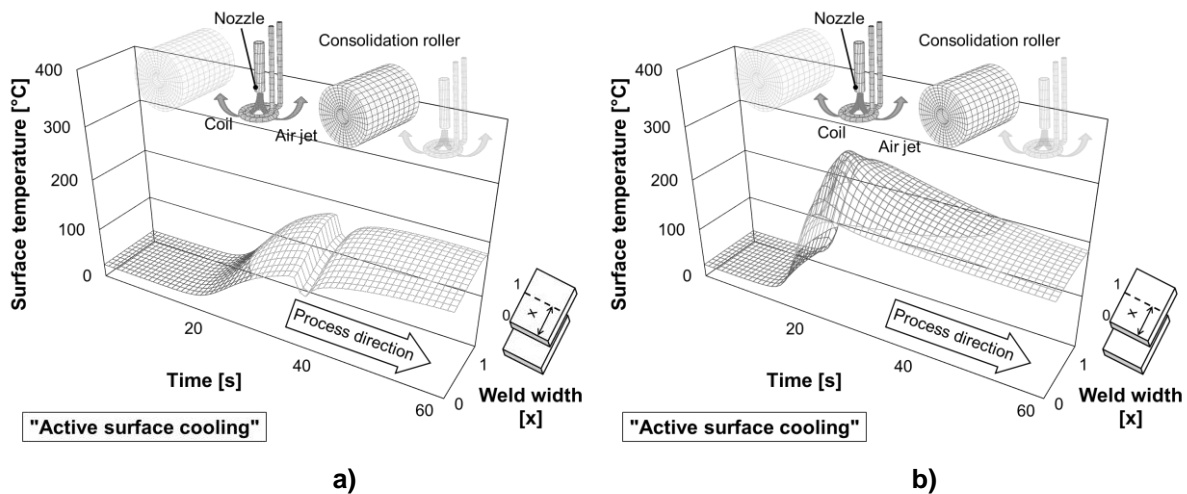 Nozzle
Consolidation roller
400
300
200
100
0
Surface temperature [°C]
Coil
Air jet
20
40
60
Time [s]
Process direction
1
x
0
1
0
Weld width
[x]
"Active surface cooling"
a)
Nozzle
Consolidation roller
400
300
200
100
0
Surface temperature [°C]
Coil
Air jet
20
40
60
Time [s]
Process direction
1
x
0
1
0
Weld width
[x]
"Active surface cooling"
b)